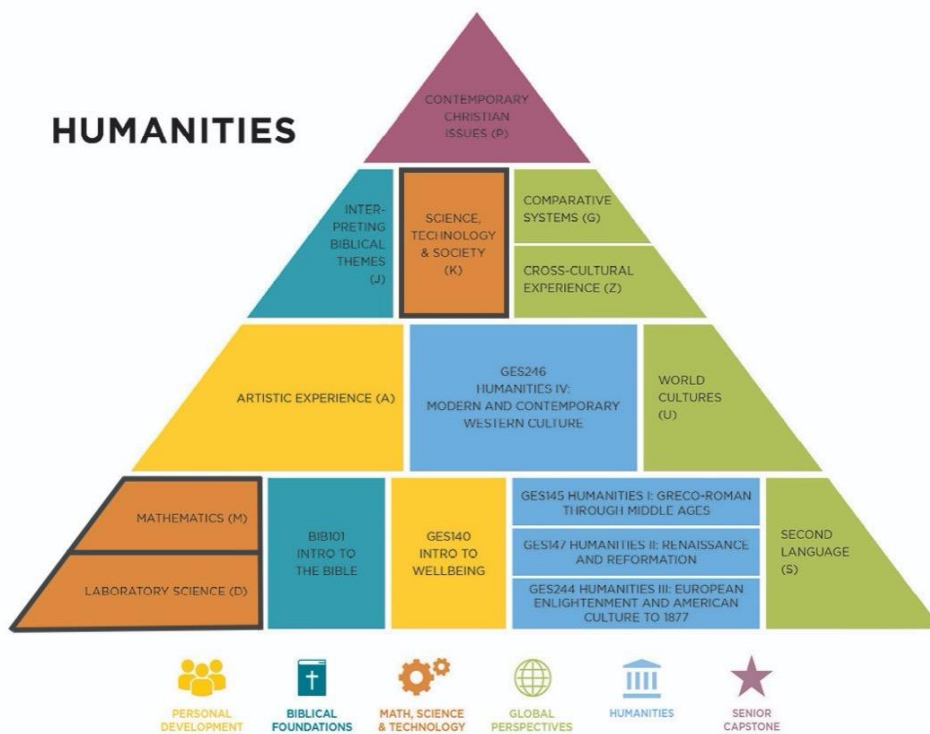 HUMANITIES
CONTEMPORARY
CHRISTIAN
ISSUES (P)
INTER-
PRETING
BIBLICAL
THEMES
(J)
SCIENCE,
TECHNOLOGY
& SOCIETY
(K)
COMPARATIVE
SYSTEMS (G)
CROSS-CULTURAL
EXPERIENCE (Z)
ARTISTIC EXPERIENCE (A)
GES246
HUMANITIES IV:
MODERN AND CONTEMPORARY
WESTERN CULTURE
WORLD
CULTURES
(U)
MATHEMATICS (M)
LABORATORY SCIENCE (D)
BIB101
INTRO TO
THE BIBLE
GES140
INTRO TO
WELLBEING
GES145 HUMANITIES I: GRECO-ROMAN
THROUGH MIDDLE AGES
GES147 HUMANITIES II: RENAISSANCE
AND REFORMATION
GES244 HUMANITIES III: EUROPEAN
ENLIGHTENMENT AND AMERICAN
CULTURE TO 1877
SECOND
LANGUAGE
(S)
PERSONAL
DEVELOPMENT
BIBLICAL
FOUNDATIONS
MATH, SCIENCE
& TECHNOLOGY
GLOBAL
PERSPECTIVES
HUMANITIES
SENIOR
CAPSTONE